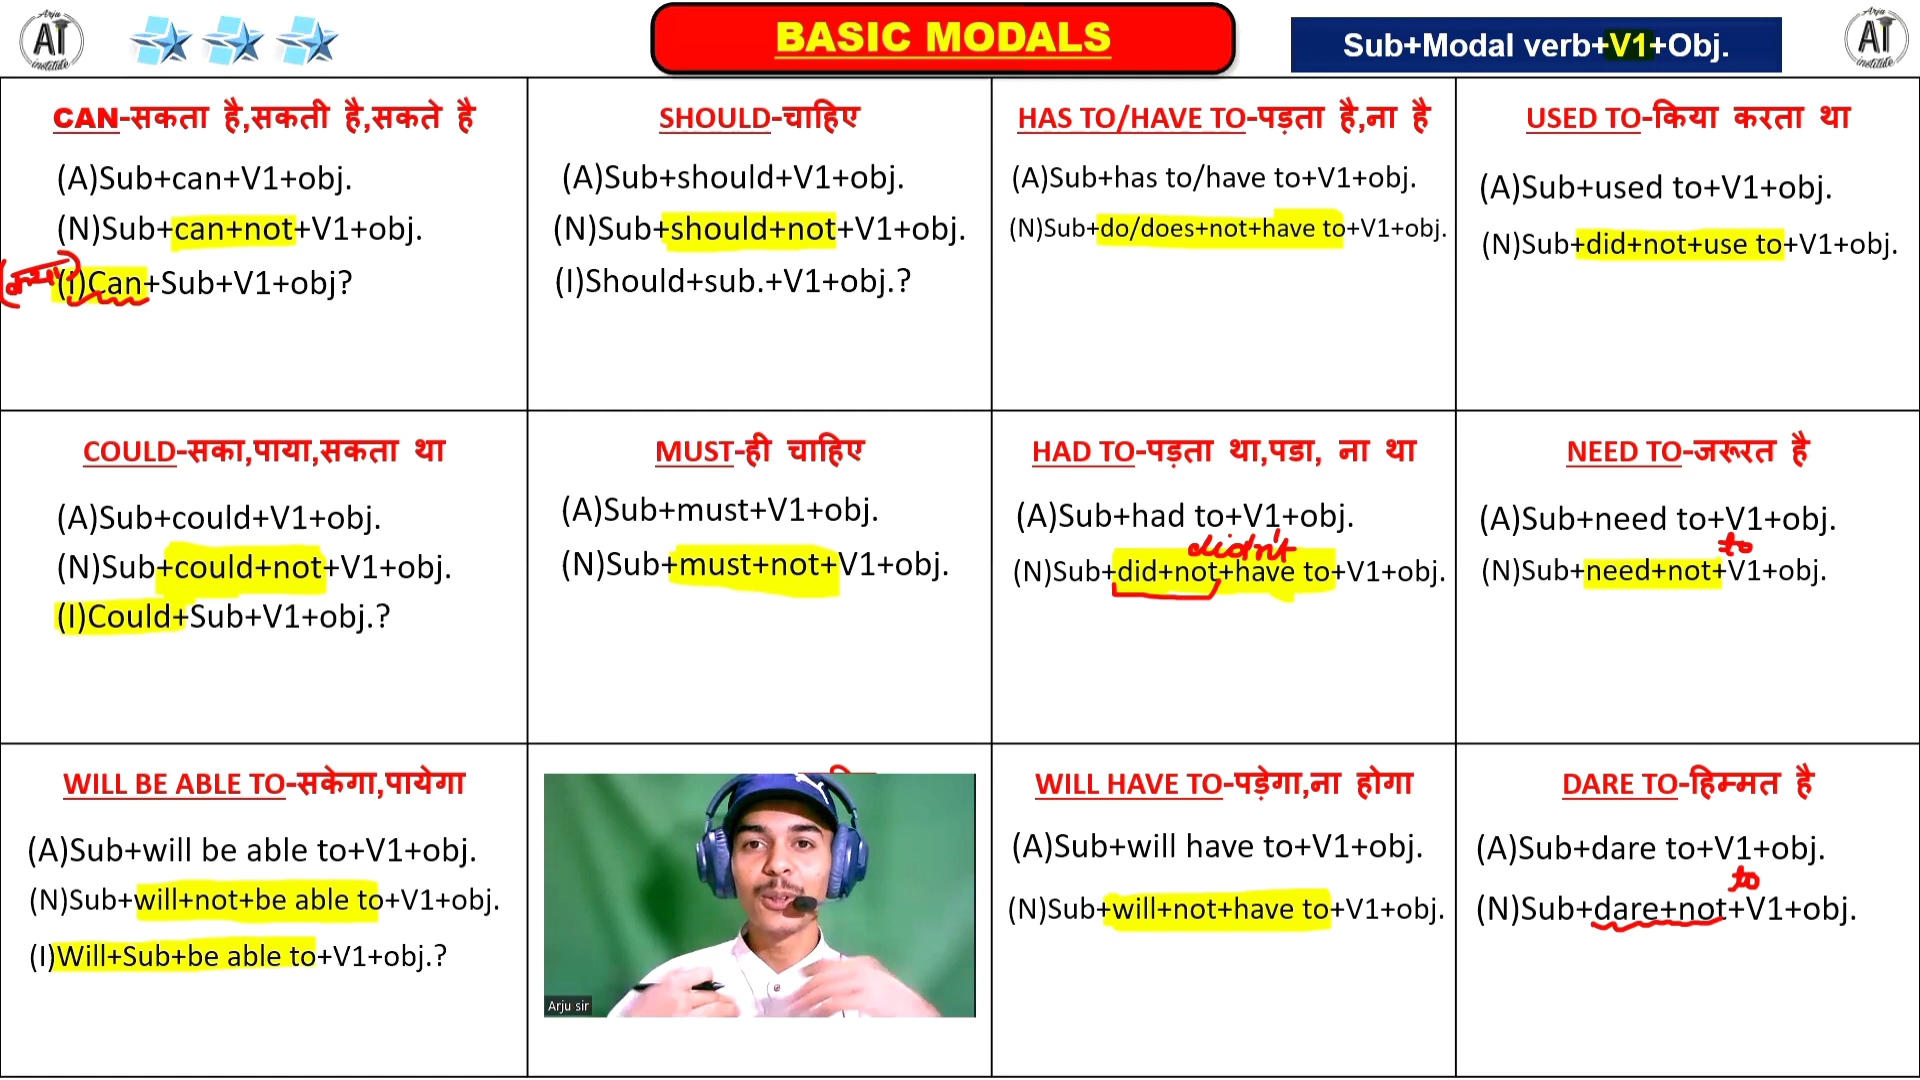 Arju
AT
institute
BASIC MODALS
Sub+Modal verb+V1+Obj.
Arju
AT
institute
CAN-सकता है,सकती है,सकते है
(A)Sub+can+V1+obj.
(N)Sub+can+not+V1+obj.
(I)Can+Sub+V1+obj?
SHOULD-चाहिए
(A)Sub+should+V1+obj.
(N)Sub+should+not+V1+obj.
(I)Should+sub.+V1+obj.?
HAS TO/HAVE TO-पड़ता है,ना है
(A)Sub+has to/have to+V1+obj.
(N)Sub+do/does+not+have to+V1+obj.
USED TO-किया करता था
(A)Sub+used to+V1+obj.
(N)Sub+did+not+use to+V1+obj.
COULD-सका,पाया,सकता था
(A)Sub+could+V1+obj.
(N)Sub+could+not+V1+obj.
(I)Could+Sub+V1+obj.?
MUST-ही चाहिए
(A)Sub+must+V1+obj.
(N)Sub+must+not+V1+obj.
HAD TO-पड़ता था,पडा, ना था
(A)Sub+had to+V1+obj.
didn't
(N)Sub+did+not+have to+V1+obj.
NEED TO-जरूरत है
(A)Sub+need to+V1+obj.
to
(N)Sub+need+not+V1+obj.
WILL BE ABLE TO-सकेगा,पायेगा
(A)Sub+will be able to+V1+obj.
(N)Sub+will+not+be able to+V1+obj.
(I)Will+Sub+be able to+V1+obj.?
Arju sir
WILL HAVE TO-पड़ेगा,ना होगा
(A)Sub+will have to+V1+obj.
(N)Sub+will+not+have to+V1+obj.
DARE TO-हिम्मत है
(A)Sub+dare to+V1+obj.
to
(N)Sub+dare+not+V1+obj.